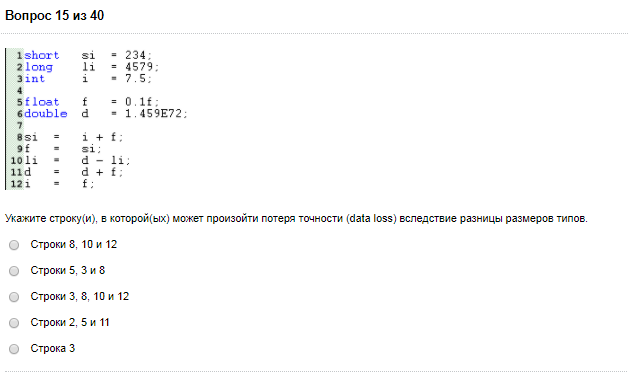 Вопрос 15 из 40
1 short si = 234;
2 long li = 4579;
3 int i = 7.5;
4
5 float f = 0.1f;
6 double d = 1.459E72;
7
8 si = i + f;
9 f = si;
10 li = d - li;
11 d = d + f;
12 i = f;
Укажите строку(и), в которой(ых) может произойти потеря точности (data loss) вследствие разницы размеров типов.
Строки 8, 10 и 12
Строки 5, 3 и 8
Строки 3, 8, 10 и 12
Строки 2, 5 и 11
Строка 3